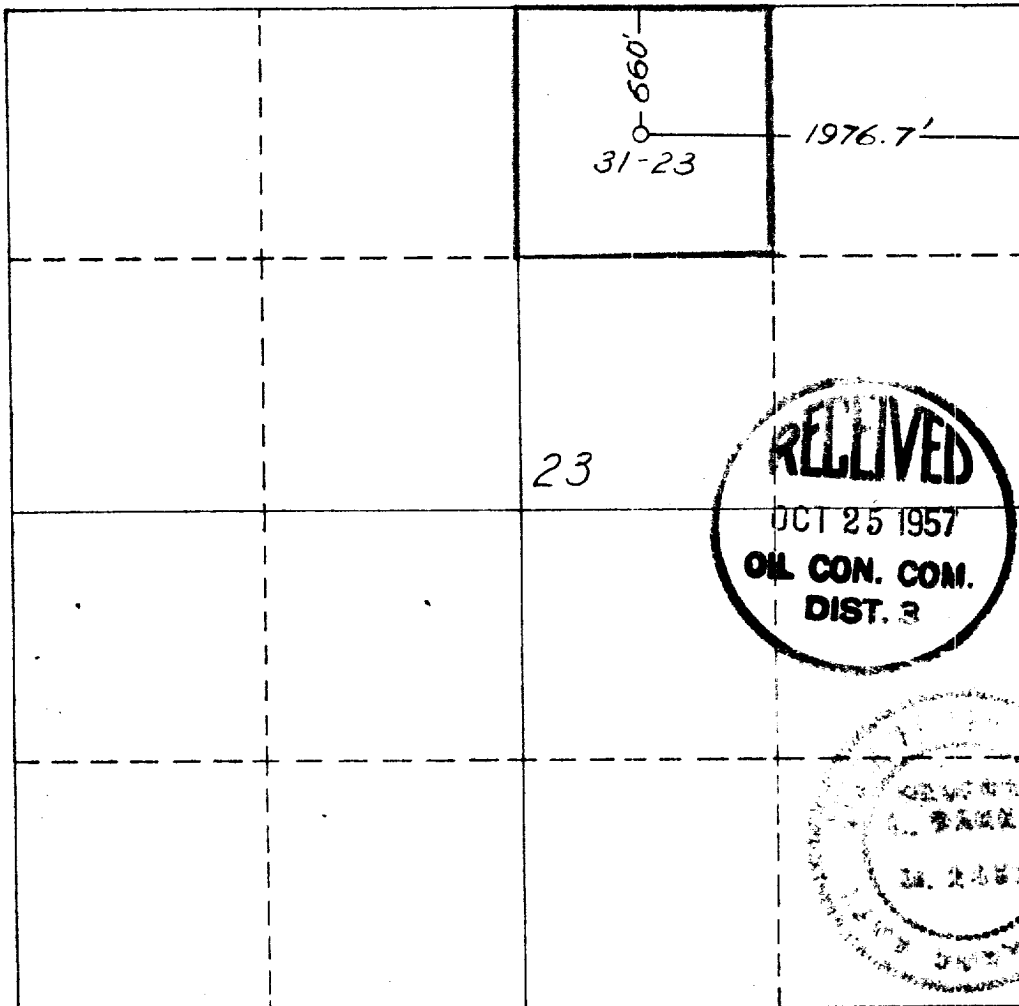 660'
1976.7'
31-23
23
RECEIVED
OCT 25 1957
OIL CON. COM.
DIST. 3